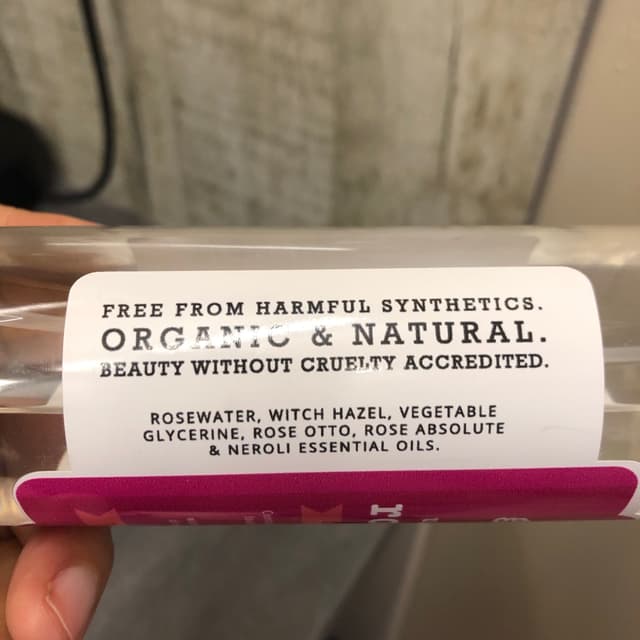 FREE FROM HARMFUL SYNTHETICS.
ORGANIC & NATURAL.
BEAUTY WITHOUT CRUELTY ACCREDITED.
ROSEWATER, WITCH HAZEL, VEGETABLE
GLYCERINE, ROSE OTTO, ROSE ABSOLUTE
& NEROLI ESSENTIAL OILS.